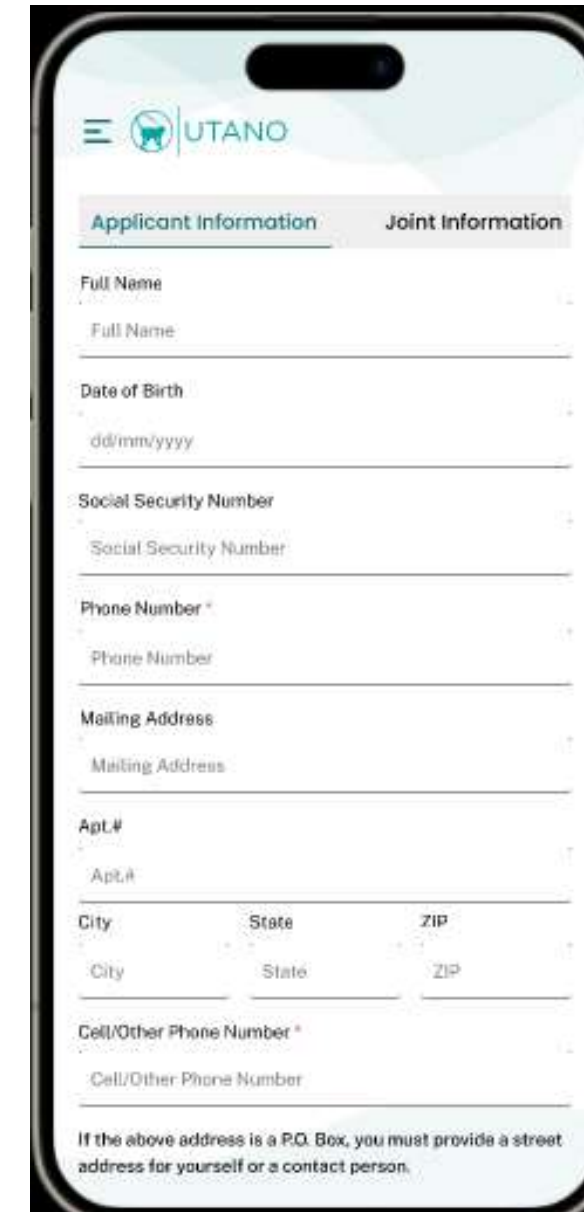 UTANO
Applicant Information Joint Information
Full Name
Full Name
Date of Birth
dd/mm/yyyy
Social Security Number
Social Security Number
Phone Number *
Phone Number
Mailing Address
Mailing Address
Apt.#
Apt.#
City State ZIP
City State ZIP
Cell/Other Phone Number *
Cell/Other Phone Number
If the above address is a P.O. Box, you must provide a street
address for yourself or a contact person.